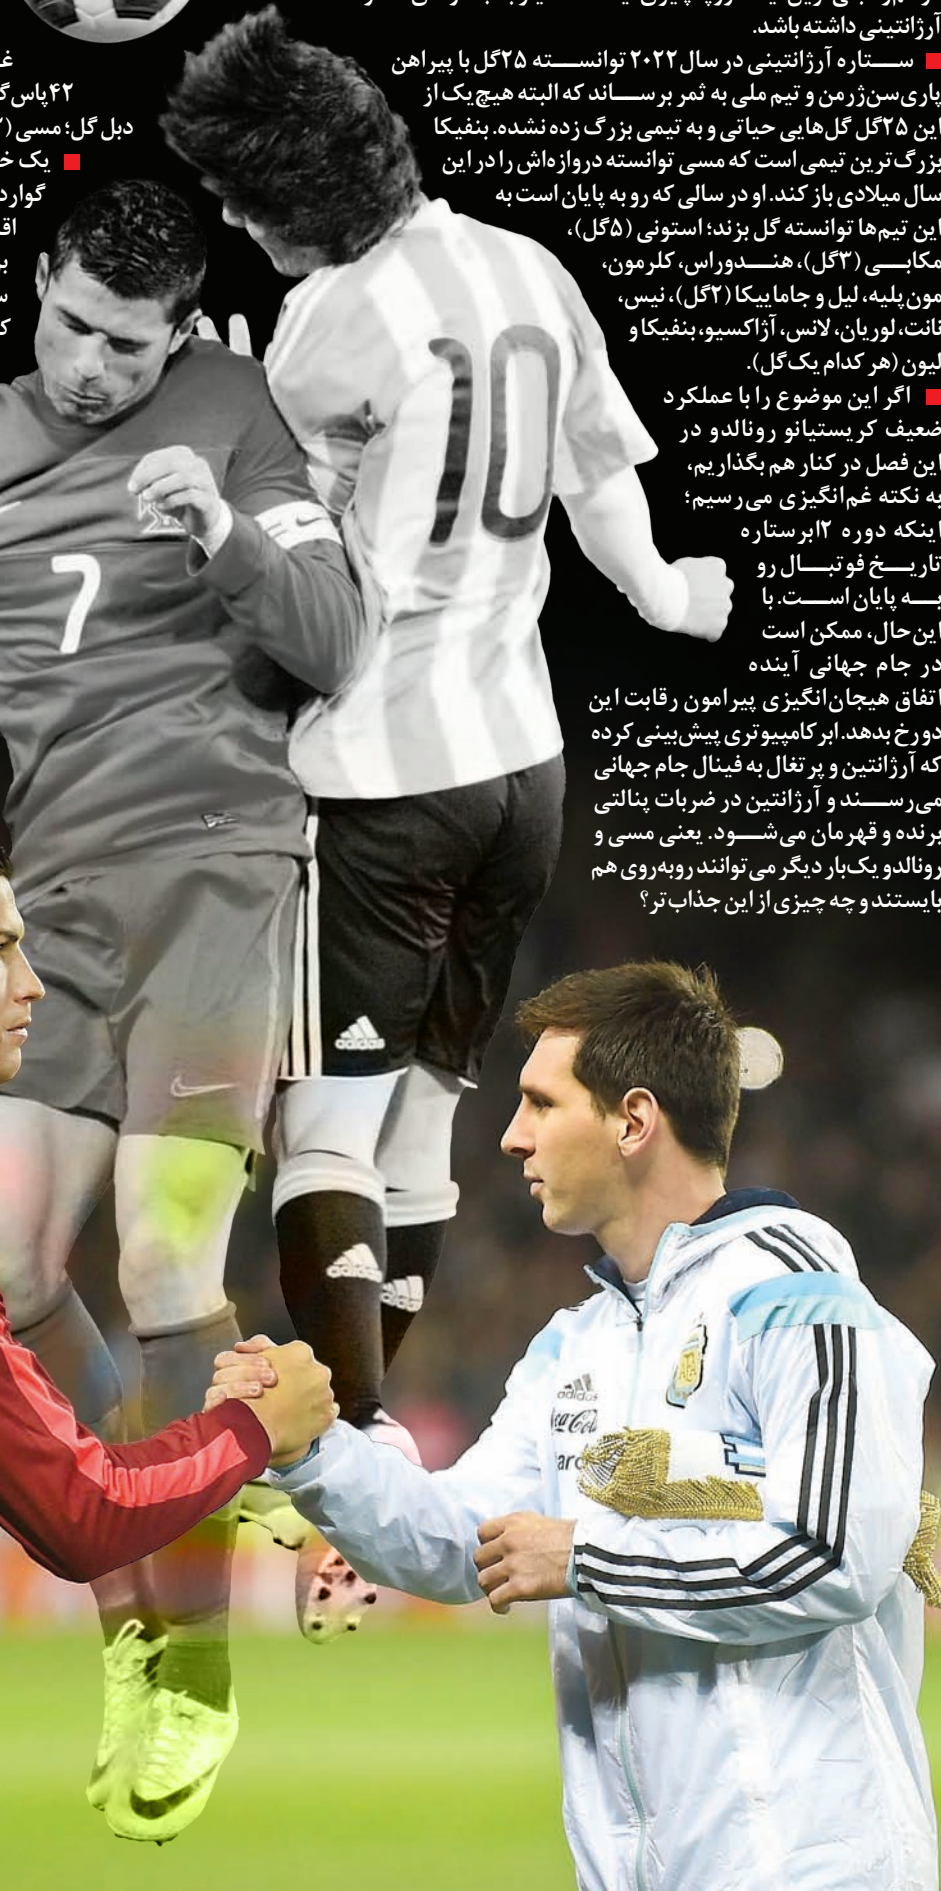 آرژانتینی داشته باشد.
ستاره آرژانتینی در سال ۲۰۲۲ توانسته ۲۵گل با پیراهن
پاری‌سن‌ژرمن و تیم ملی به ثمر برساند که البته هیچ‌یک از
این ۲۵گل گل‌هایی حیاتی و به تیمی بزرگ زده نشده. بنفیکا
بزرگ‌ترین تیمی است که مسی توانسته دروازه‌اش را در این
سال میلادی باز کند. او در سالی که رو به پایان است به
این تیم‌ها توانسته گل بزند؛ استونی (۵گل)،
مکابی (۳گل)، هندوراس، کلرمون،
مون‌پلیه، لیل و جاماییکا (۲گل)، نیس،
نانت، لوریان، لانس، آژاکسیو، بنفیکا و
لیون (هر کدام یک گل).
اگر این موضوع را با عملکرد
ضعیف کریستیانو رونالدو در
این فصل در کنار هم بگذاریم،
به نکته غم‌انگیزی می‌رسیم؛
اینکه دوره ۲ابرستاره
تاریخ فوتبال رو
به پایان است. با
این‌حال، ممکن است
در جام جهانی آینده
اتفاق هیجان‌انگیزی پیرامون رقابت این
دو رخ بدهد. ابر کامپیوتری پیش‌بینی کرده
که آرژانتین و پرتغال به فینال جام جهانی
می‌رسند و آرژانتین در ضربات پنالتی
برنده و قهرمان می‌شود. یعنی مسی و
رونالدو یک‌بار دیگر می‌توانند روبه‌روی هم
بایستند و چه چیزی از این جذاب‌تر؟
۴۲پاس
دبل گل؛ مسی
یک
10
7
adidas
adidas
adidas
adidas